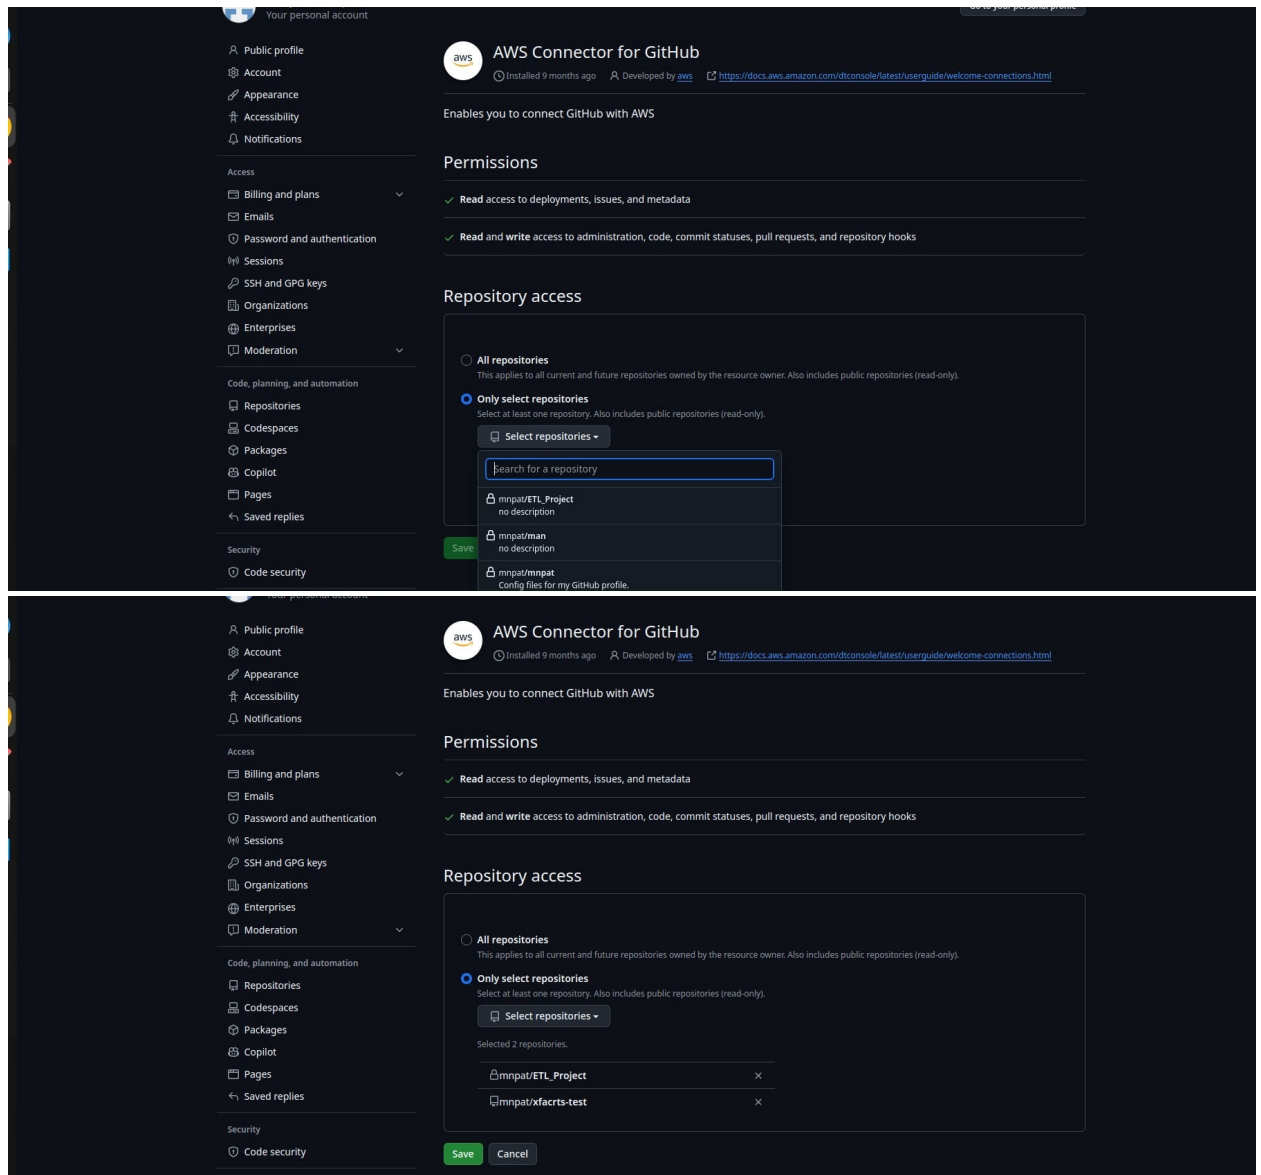 Your personal account
Go to your personal profile
Public profile
Account
Appearance
Accessibility
Notifications
Access
Billing and plans
Emails
Password and authentication
Sessions
SSH and GPG keys
Organizations
Enterprises
Moderation
Code, planning, and automation
Repositories
Codespaces
Packages
Copilot
Pages
Saved replies
Security
Code security
aws
AWS Connector for GitHub
Installed 9 months ago Developed by aws https://docs.aws.amazon.com/dtconsole/latest/userguide/welcome-connections.html
Enables you to connect GitHub with AWS
Permissions
Read access to deployments, issues, and metadata
Read and write access to administration, code, commit statuses, pull requests, and repository hooks
Repository access
All repositories
This applies to all current and future repositories owned by the resource owner. Also includes public repositories (read-only).
Only select repositories
Select at least one repository. Also includes public repositories (read-only).
Select repositories
Search for a repository
mnpat/ETL_Project
no description
mnpat/man
no description
mnpat/mnpat
Config files for my GitHub profile.
Save
Your personal account
Public profile
Account
Appearance
Accessibility
Notifications
Access
Billing and plans
Emails
Password and authentication
Sessions
SSH and GPG keys
Organizations
Enterprises
Moderation
Code, planning, and automation
Repositories
Codespaces
Packages
Copilot
Pages
Saved replies
Security
Code security
aws
AWS Connector for GitHub
Installed 9 months ago Developed by aws https://docs.aws.amazon.com/dtconsole/latest/userguide/welcome-connections.html
Enables you to connect GitHub with AWS
Permissions
Read access to deployments, issues, and metadata
Read and write access to administration, code, commit statuses, pull requests, and repository hooks
Repository access
All repositories
This applies to all current and future repositories owned by the resource owner. Also includes public repositories (read-only).
Only select repositories
Select at least one repository. Also includes public repositories (read-only).
Select repositories
Selected 2 repositories.
mnpat/ETL_Project
mnpat/xfacrts-test
Save Cancel